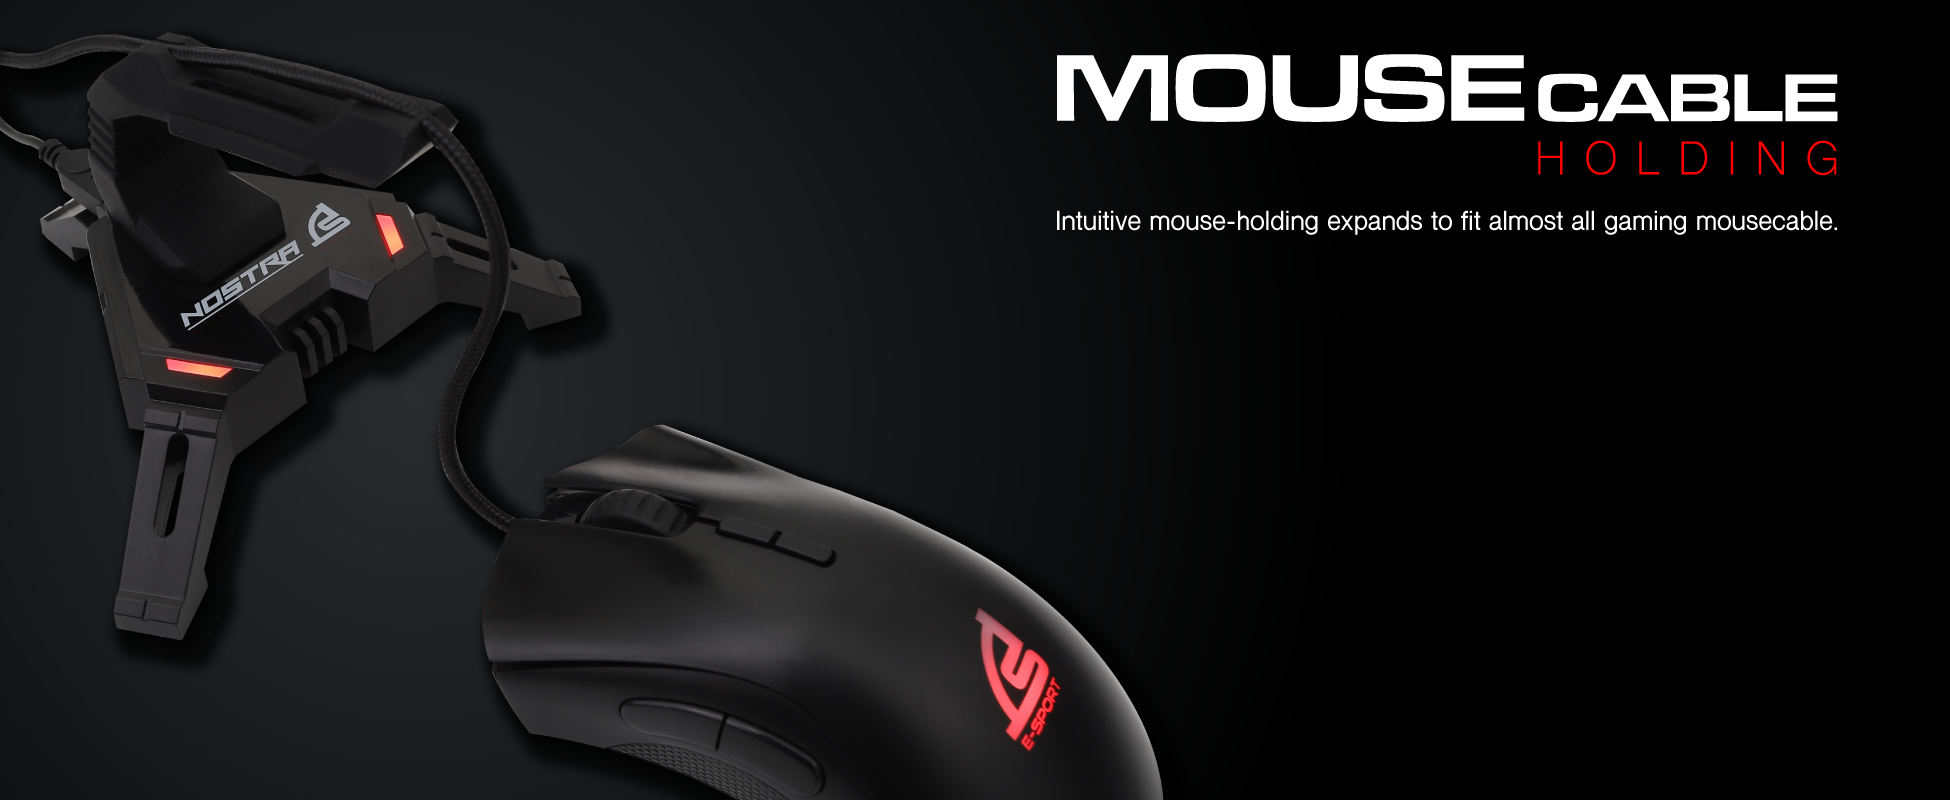 MOUSE CABLE
HOLDING
Intuitive mouse-holding expands to fit almost all gaming mousecable.
NOSTRA
E-SPORT